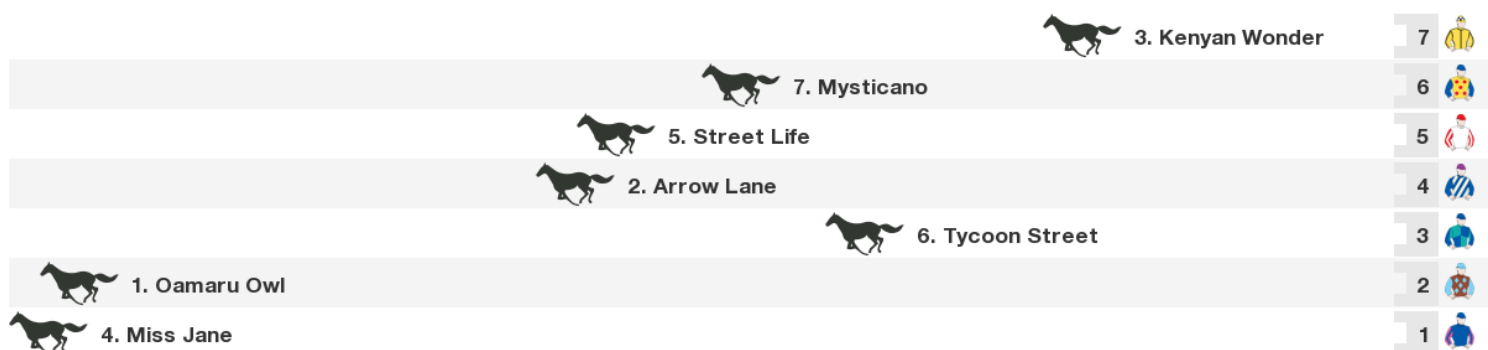 3. Kenyan Wonder 7
7. Mysticano 6
5. Street Life 5
2. Arrow Lane 4
6. Tycoon Street 3
1. Oamaru Owl 2
4. Miss Jane 1